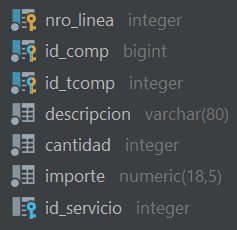 nro_linea integer
id_comp bigint
id_tcomp integer
descripcion varchar(80)
cantidad integer
importe numeric(18,5)
id_servicio integer